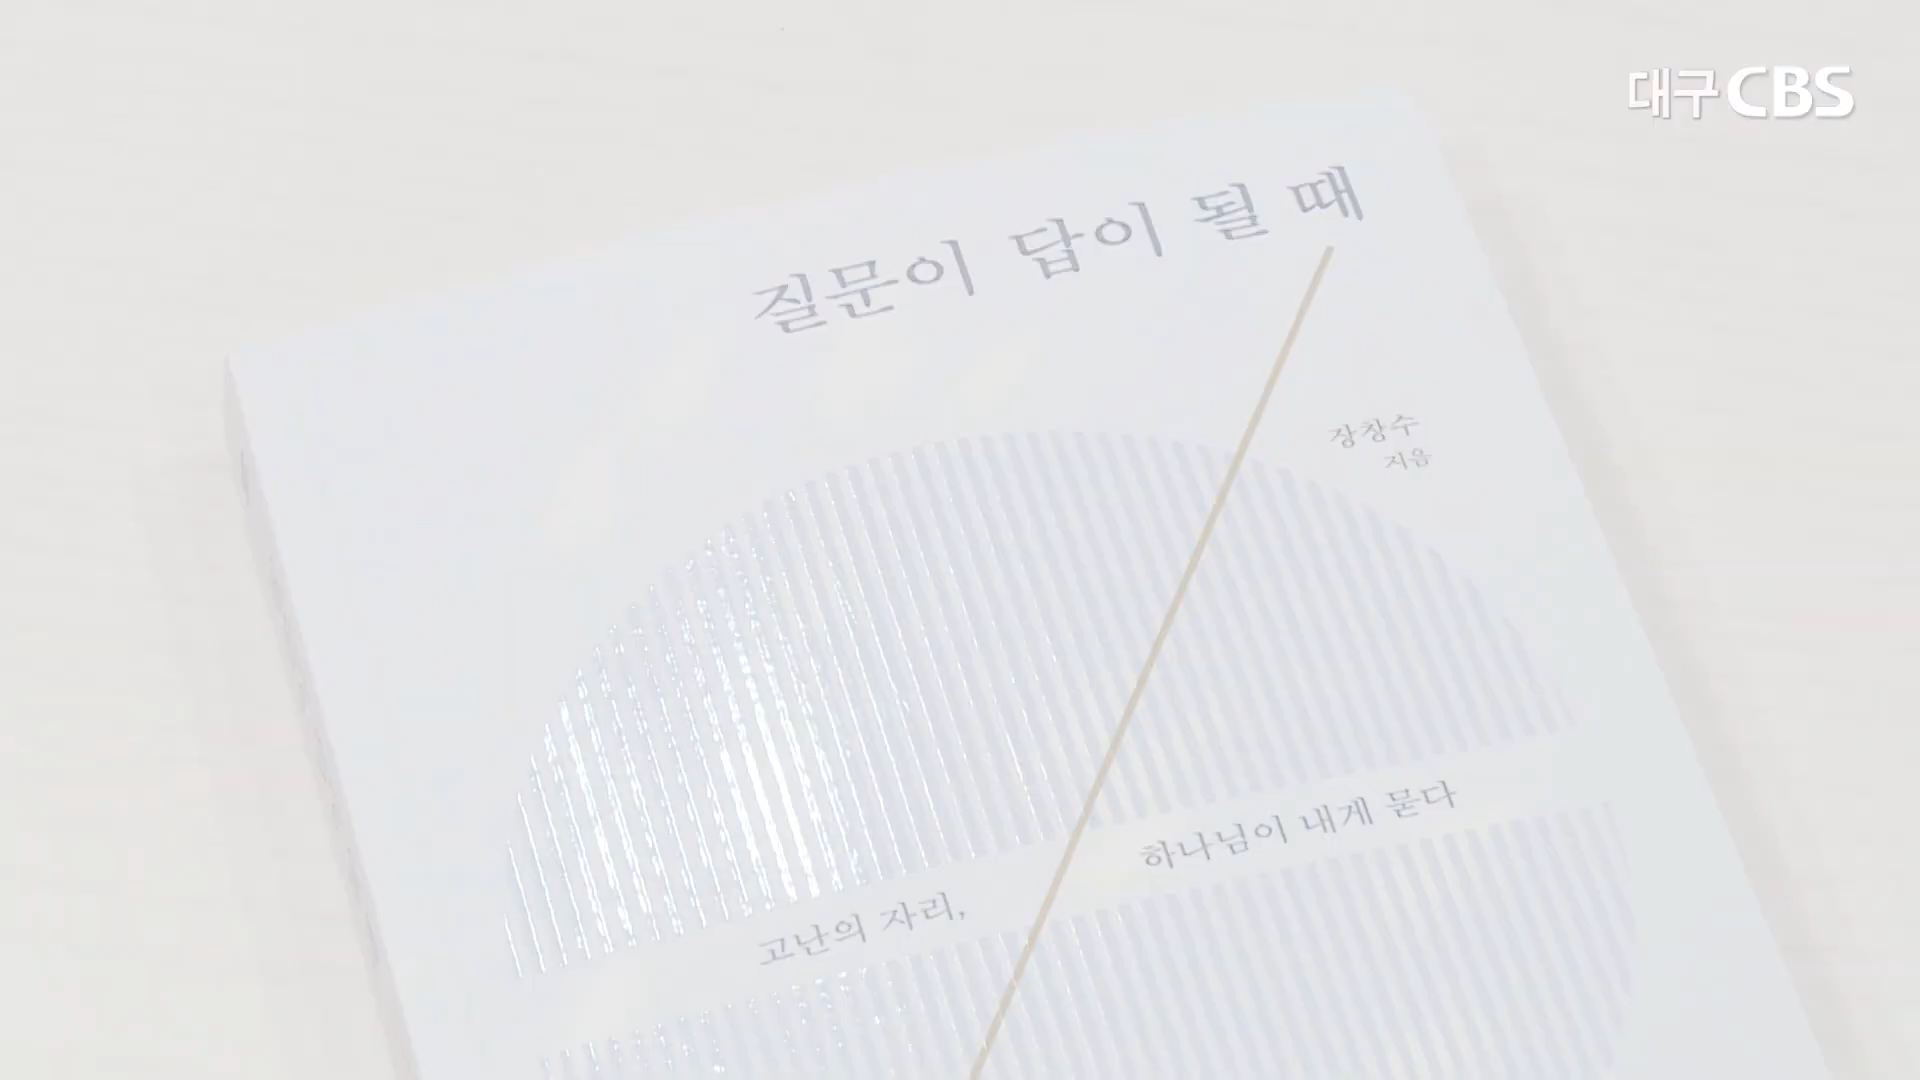 대구CBS
질문이 답이 될 때
장창수
지음
하나님이 내게 묻다
고난의 자리,